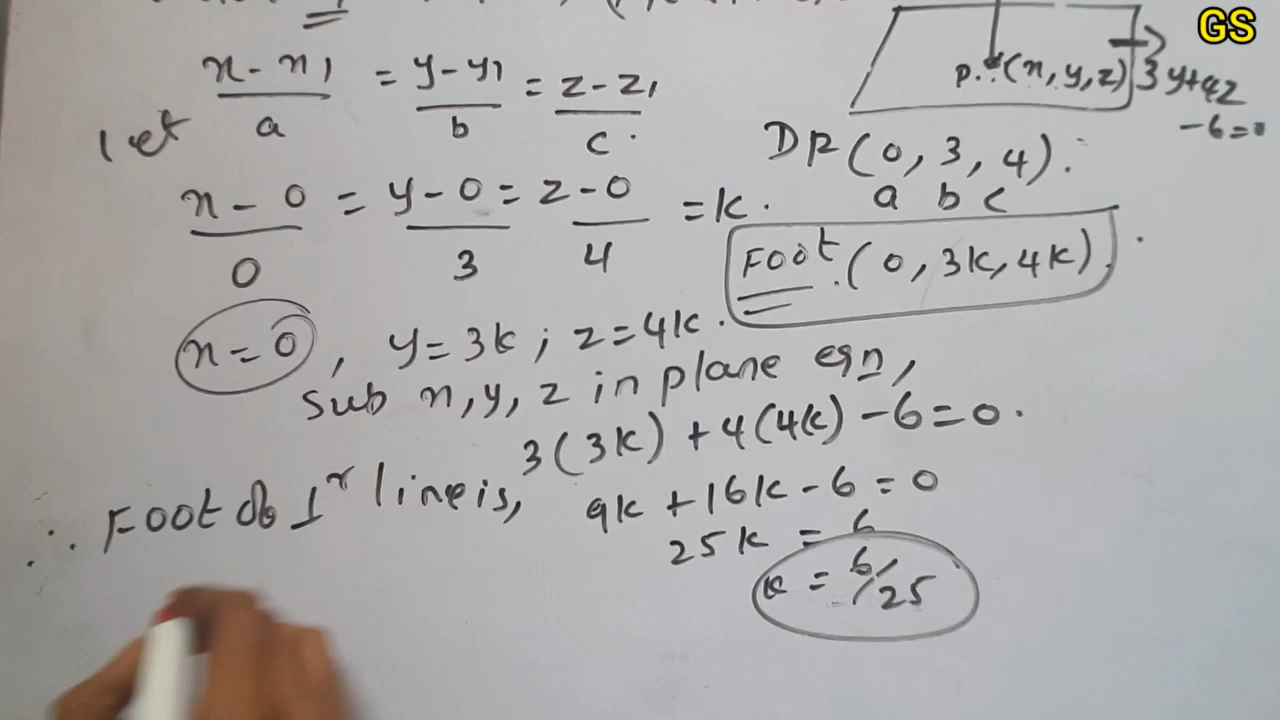 GS
x - x1 / a = y - y1 / b = z - z1 / c .
let
P. (x, y, z) 3y+4z
-6=0
DR (0, 3, 4).
a b c
x - 0 / 0 = y - 0 / 3 = z - 0 / 4 = k.
Foot. (0, 3k, 4k).
x = 0, y = 3k ; z = 4k.
sub x, y, z in plane eqn,
3(3k) + 4(4k) - 6 = 0.
∴ Foot of ⊥r line is,
9k + 16k - 6 = 0
25k = 6
k = 6/25